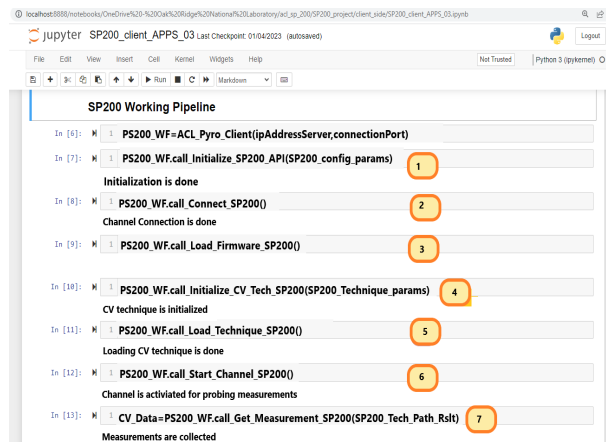 localhost:8888/notebooks/OneDrive%20-%20Oak%20Ridge%20National%20Laboratory/acl_sp_200/SP200_project/client_side/SP200_client_APPS_03.ipynb
jupyter SP200_client_APPS_03 Last Checkpoint: 01/04/2023 (autosaved)
Logout
File Edit View Insert Cell Kernel Widgets Help
Not Trusted Python 3 (ipykernel)
Run Markdown
SP200 Working Pipeline
In [6]: 1 PS200_WF=ACL_Pyro_Client(ipAddressServer,connectionPort)
In [7]: 1 PS200_WF.call_Initialize_SP200_API(SP200_config_params) 1
Initialization is done
In [8]: 1 PS200_WF.call_Connect_SP200() 2
Channel Connection is done
In [9]: 1 PS200_WF.call_Load_Firmware_SP200() 3
In [10]: 1 PS200_WF.call_Initialize_CV_Tech_SP200(SP200_Technique_params) 4
CV technique is initialized
In [11]: 1 PS200_WF.call_Load_Technique_SP200() 5
Loading CV technique is done
In [12]: 1 PS200_WF.call_Start_Channel_SP200() 6
Channel is activiated for probing measurements
In [13]: 1 CV_Data=PS200_WF.call_Get_Measurement_SP200(SP200_Tech_Path_Rslt) 7
Measurements are collected